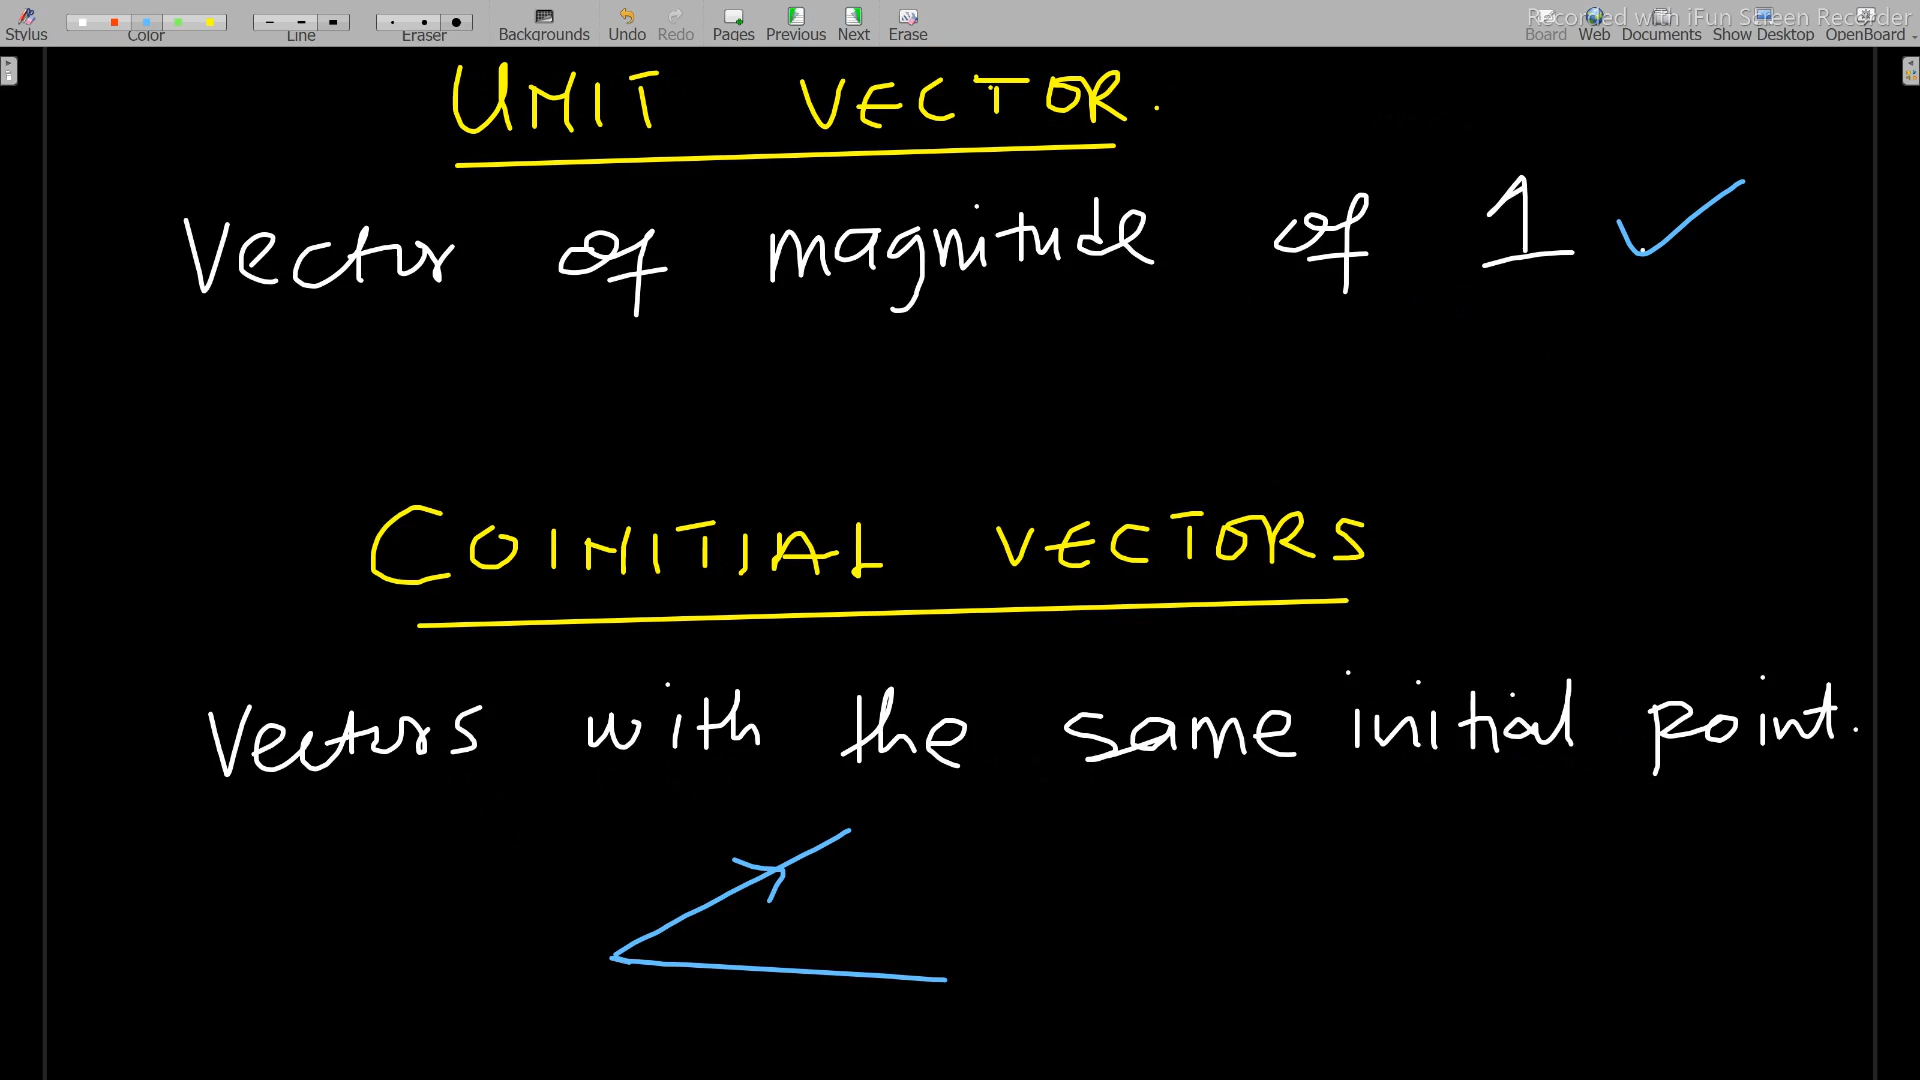 Recorded with iFun Screen Recorder
Stylus Color Line Eraser Backgrounds Undo Redo Pages Previous Next Erase Board Web Documents Show Desktop OpenBoard
UNIT VECTOR.
Vector of magnitude of 1
COINITIAL VECTORS
Vectors with the same initial point.